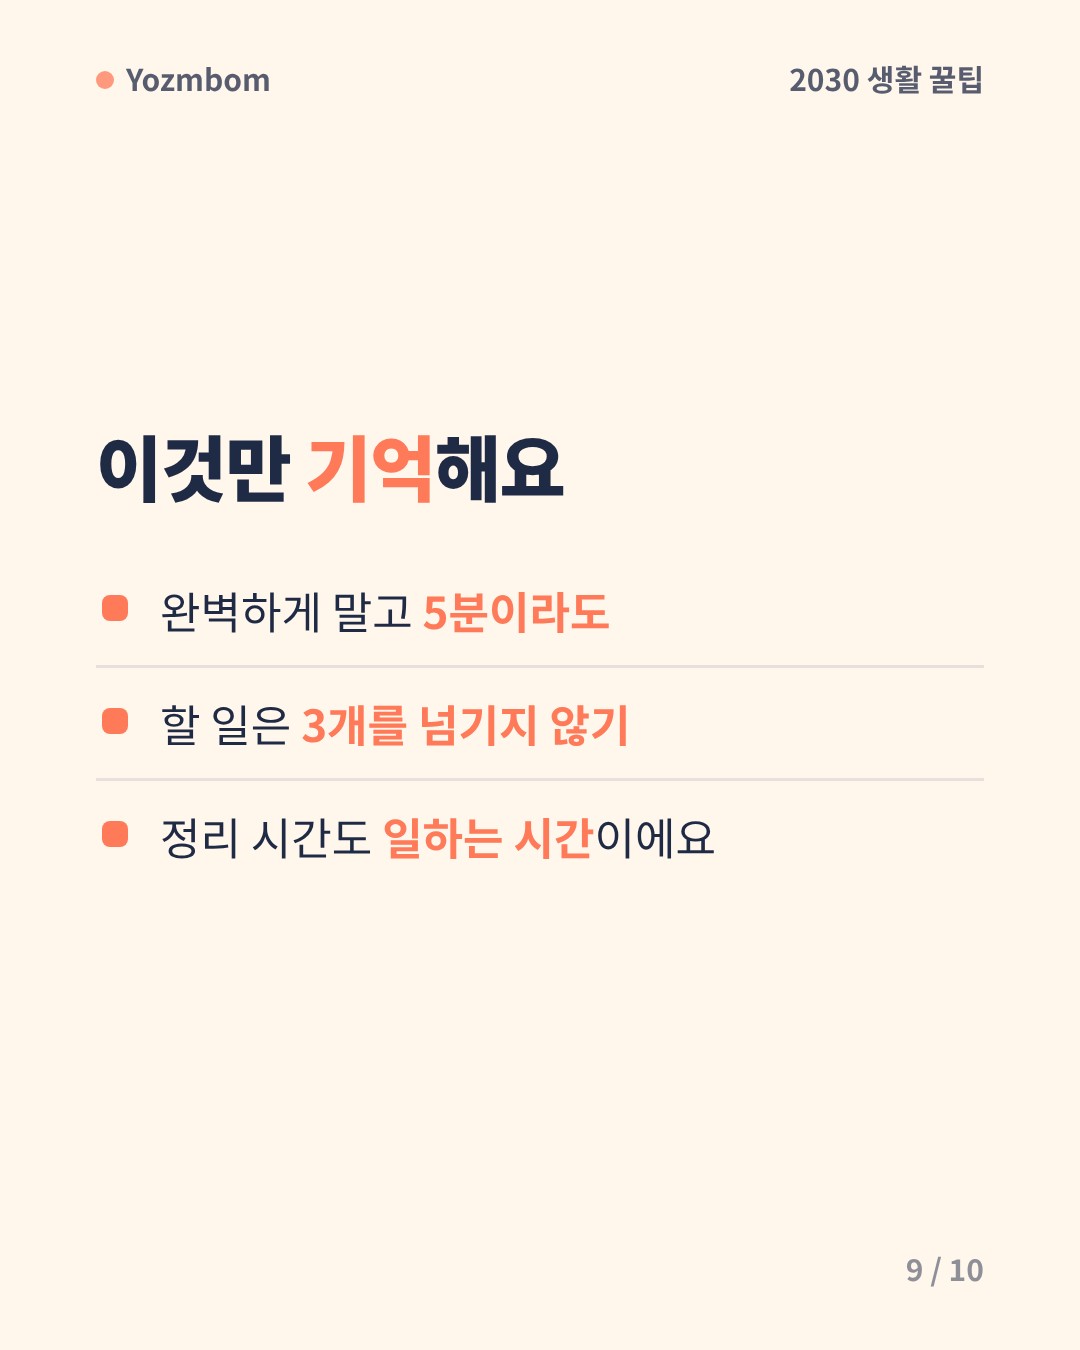 Yozmbom
2030 생활 꿀팁
이것만 기억해요
완벽하게 말고 5분이라도
할 일은 3개를 넘기지 않기
정리 시간도 일하는 시간이에요
9 / 10